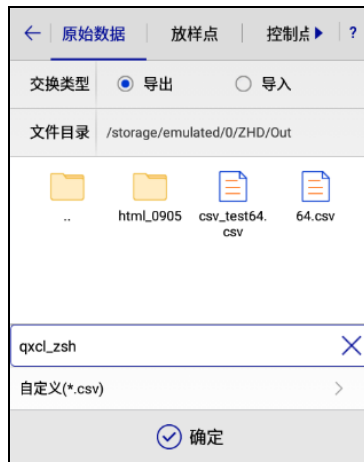 ← 原始数据 放样点 控制点 ?
交换类型 导出 导入
文件目录 /storage/emulated/0/ZHD/Out
.. html_0905 csv_test64.csv 64.csv
qxcl_zsh
自定义(*.csv)
确定